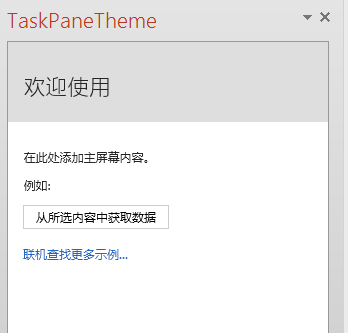 TaskPaneTheme
欢迎使用
在此处添加主屏幕内容。
例如:
从所选内容中获取数据
联机查找更多示例...